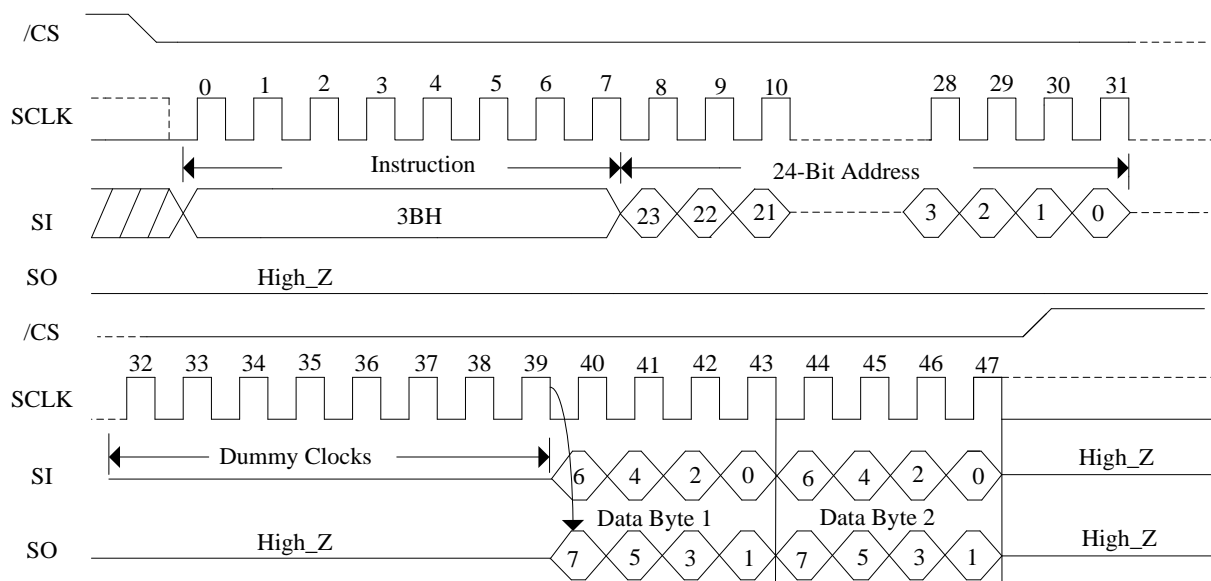 /CS
0 1 2 3 4 5 6 7 8 9 10 28 29 30 31
SCLK
Instruction 24-Bit Address
SI 3BH 23 22 21 3 2 1 0
SO High_Z
/CS
32 33 34 35 36 37 38 39 40 41 42 43 44 45 46 47
SCLK
Dummy Clocks
SI 6 4 2 0 6 4 2 0 High_Z
Data Byte 1 Data Byte 2
SO High_Z 7 5 3 1 7 5 3 1 High_Z